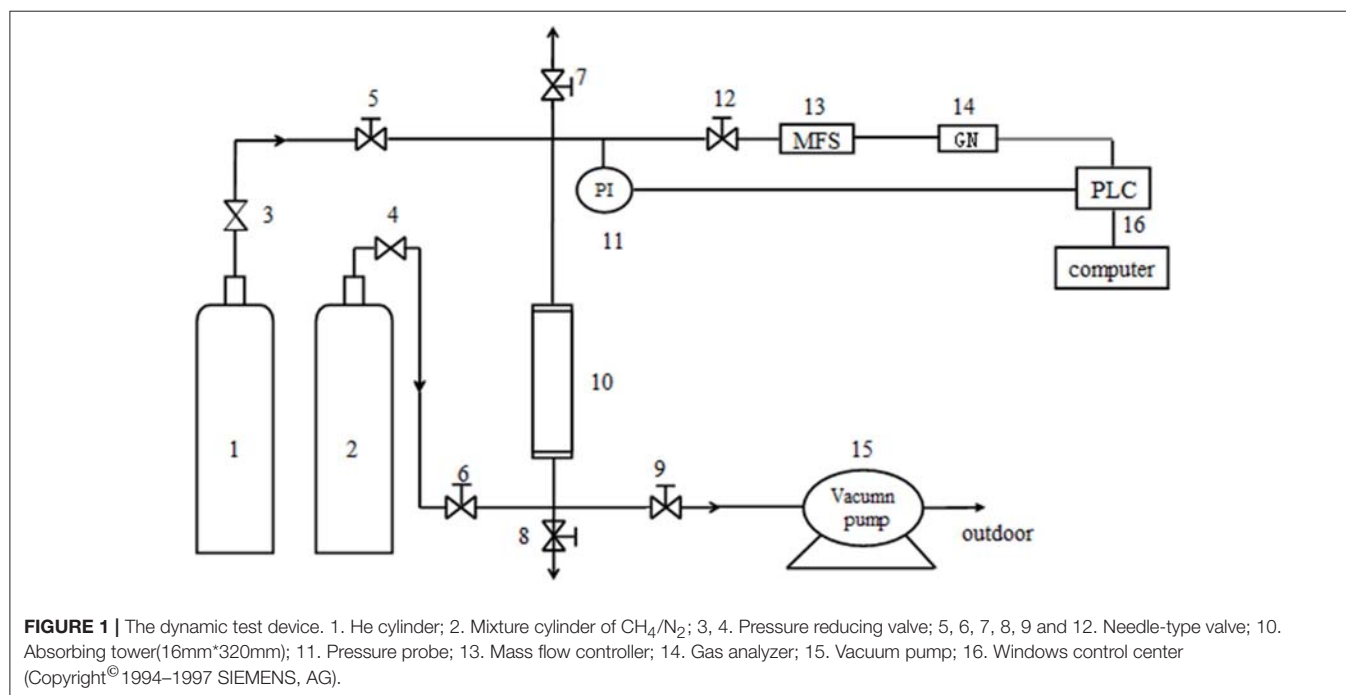 7
5
12
13
14
MFS
GN
PI
PLC
3
4
11
16
computer
10
1
2
6
9
15
Vacumn
pump
8
outdoor
FIGURE 1 | The dynamic test device. 1. He cylinder; 2. Mixture cylinder of CH₄/N₂; 3, 4. Pressure reducing valve; 5, 6, 7, 8, 9 and 12. Needle-type valve; 10.
Absorbing tower(16mm*320mm); 11. Pressure probe; 13. Mass flow controller; 14. Gas analyzer; 15. Vacuum pump; 16. Windows control center
(Copyright© 1994–1997 SIEMENS, AG).